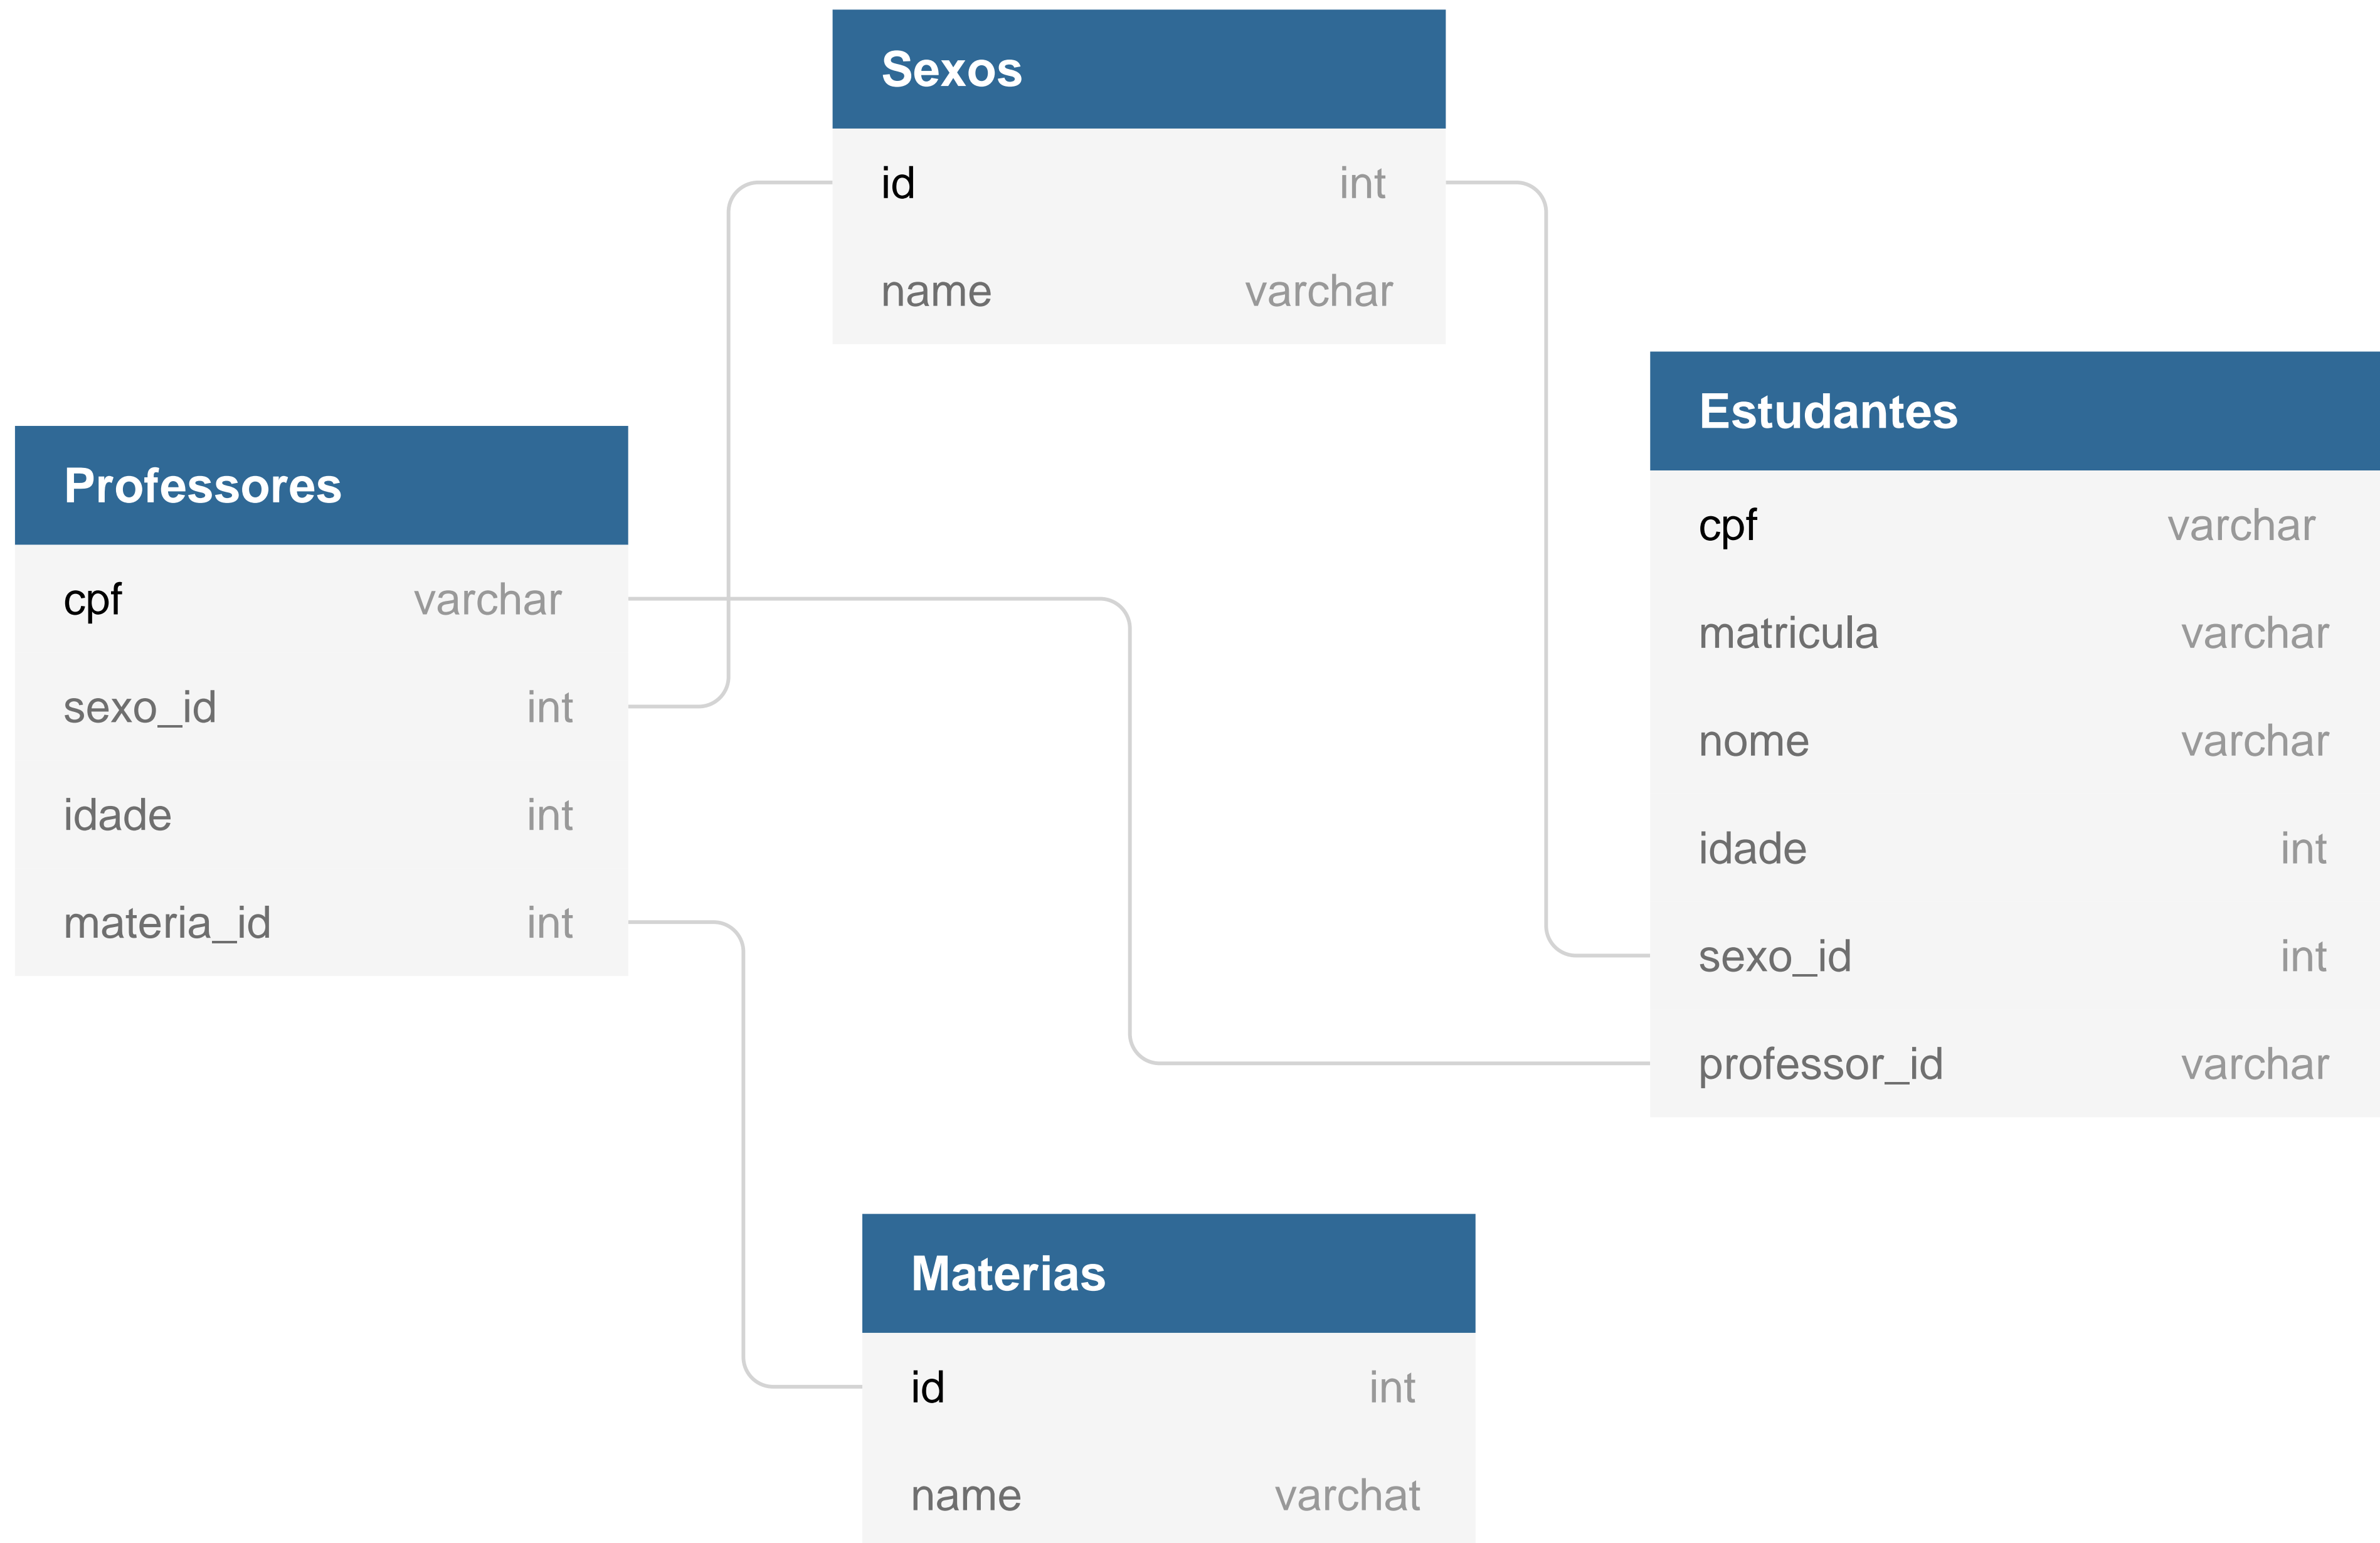 Sexos
id int
name varchar
Professores
cpf varchar
sexo_id int
idade int
materia_id int
Estudantes
cpf varchar
matricula varchar
nome varchar
idade int
sexo_id int
professor_id varchar
Materias
id int
name varchat